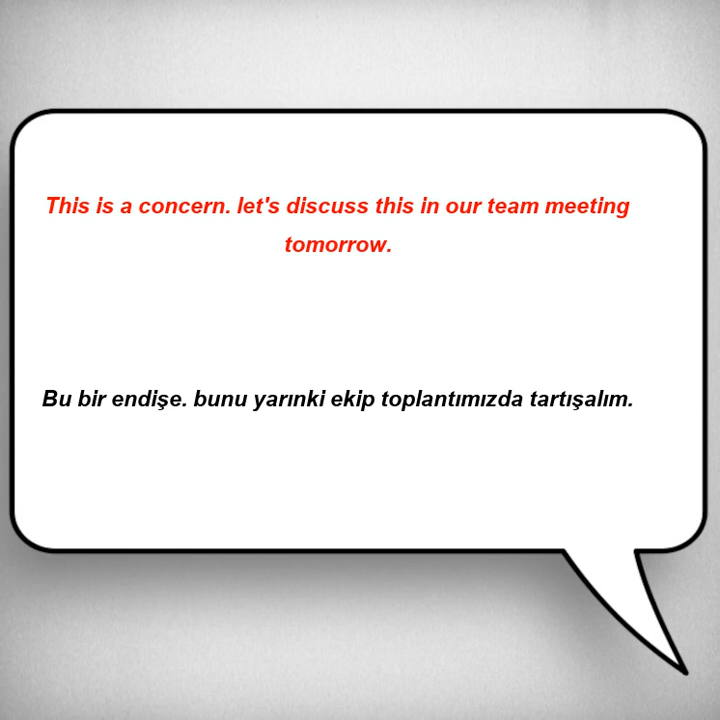 This is a concern. let's discuss this in our team meeting
tomorrow.
Bu bir endişe. bunu yarınki ekip toplantımızda tartışalım.